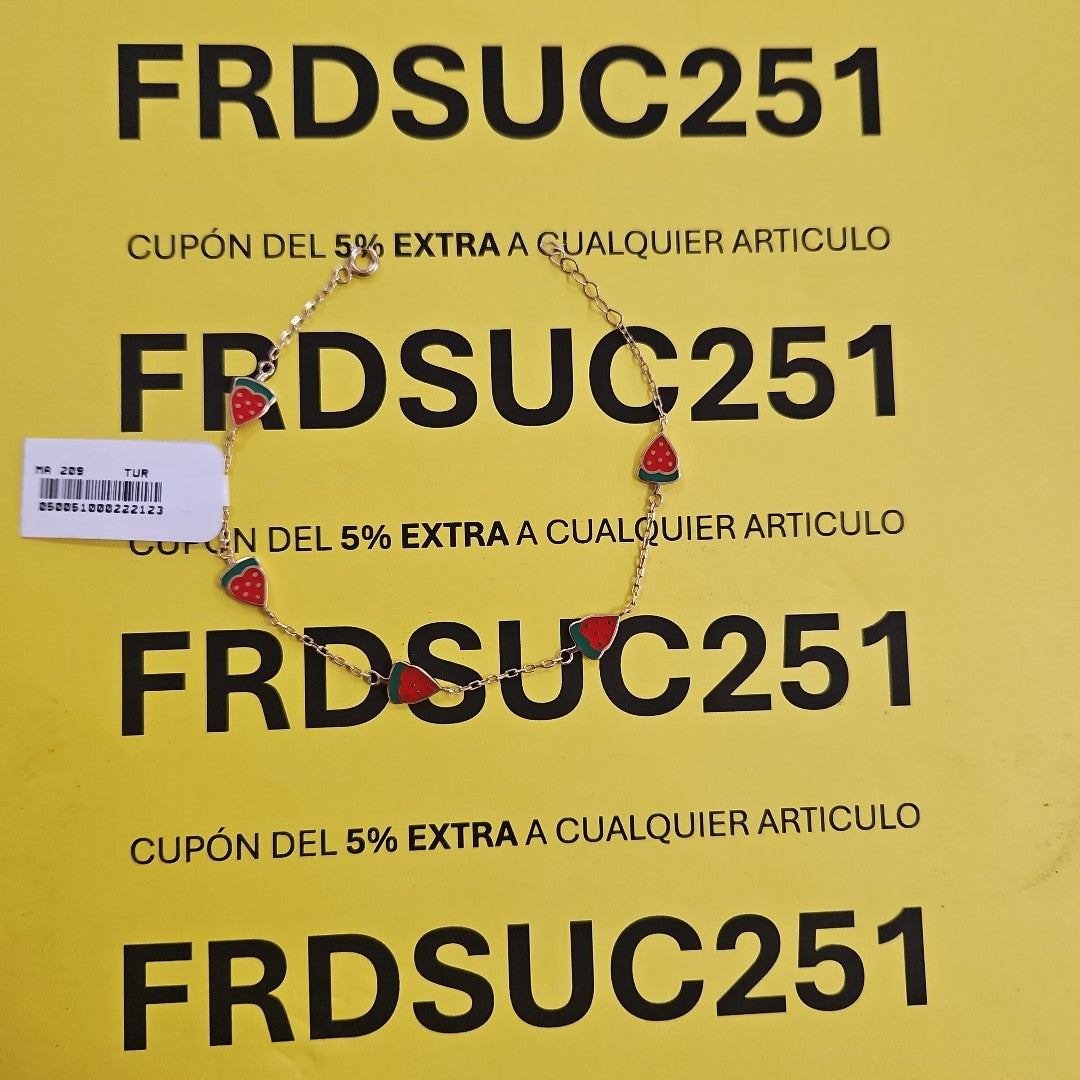 FRDSUC251
CUPÓN DEL 5% EXTRA A CUALQUIER ARTICULO
FRDSUC251
MA 209 TUR
050051000222123
CUPÓN DEL 5% EXTRA A CUALQUIER ARTICULO
FRDSUC251
CUPÓN DEL 5% EXTRA A CUALQUIER ARTICULO
FRDSUC251